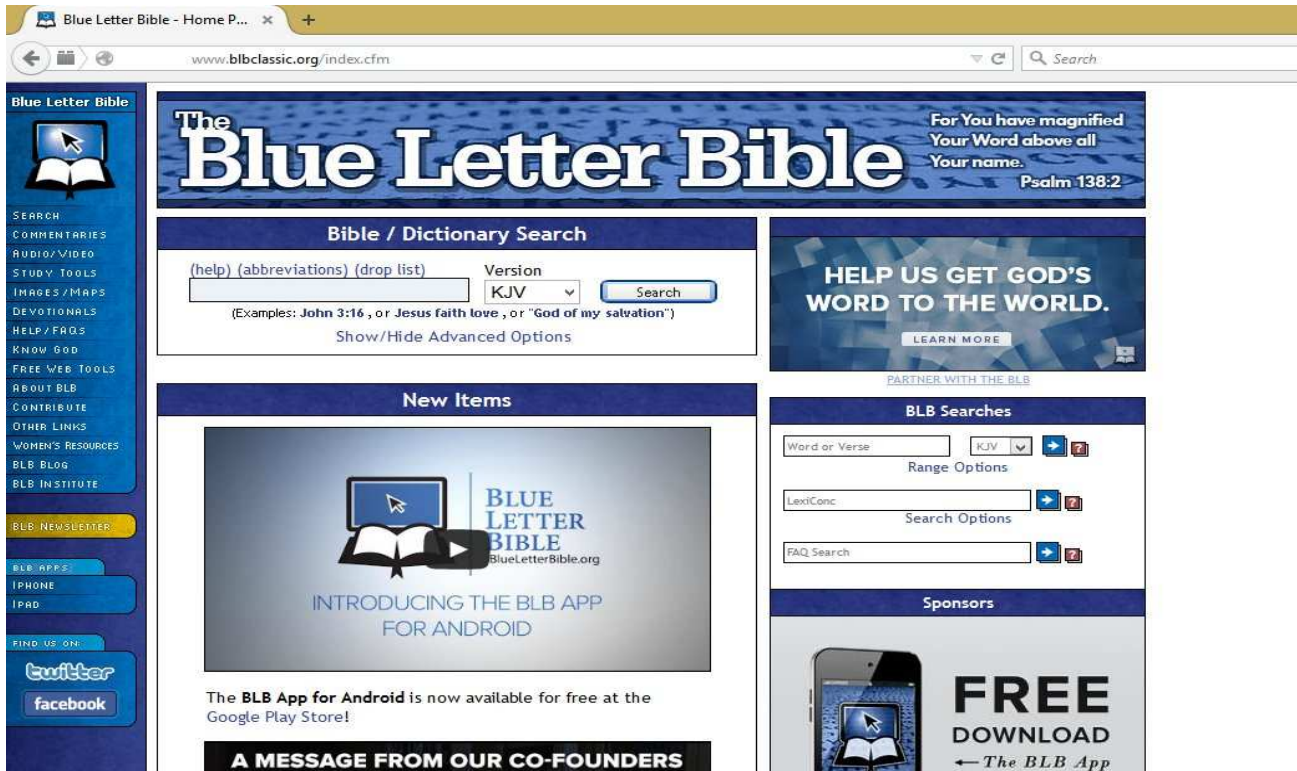 Blue Letter Bible - Home P... × +
www.blbclassic.org/index.cfm
Search
Blue Letter Bible
SEARCH
COMMENTARIES
AUDIO/VIDEO
STUDY TOOLS
IMAGES/MAPS
DEVOTIONALS
HELP/FAQS
KNOW GOD
FREE WEB TOOLS
ABOUT BLB
CONTRIBUTE
OTHER LINKS
WOMEN'S RESOURCES
BLB BLOG
BLB INSTITUTE
BLB NEWSLETTER
BLB APPS:
IPHONE
IPAD
FIND US ON:
twitter
facebook
The
Blue Letter Bible
For You have magnified
Your Word above all
Your name.
Psalm 138:2
Bible / Dictionary Search
(help) (abbreviations) (drop list) Version
KJV Search
(Examples: John 3:16 , or Jesus faith love , or "God of my salvation")
Show/Hide Advanced Options
New Items
BLUE
LETTER
BIBLE
BlueLetterBible.org
INTRODUCING THE BLB APP
FOR ANDROID
The BLB App for Android is now available for free at the
Google Play Store!
A MESSAGE FROM OUR CO-FOUNDERS
HELP US GET GOD'S
WORD TO THE WORLD.
LEARN MORE
PARTNER WITH THE BLB
BLB Searches
Word or Verse KJV ?
Range Options
LexiConc ?
Search Options
FAQ Search ?
Sponsors
FREE
DOWNLOAD
←The BLB App